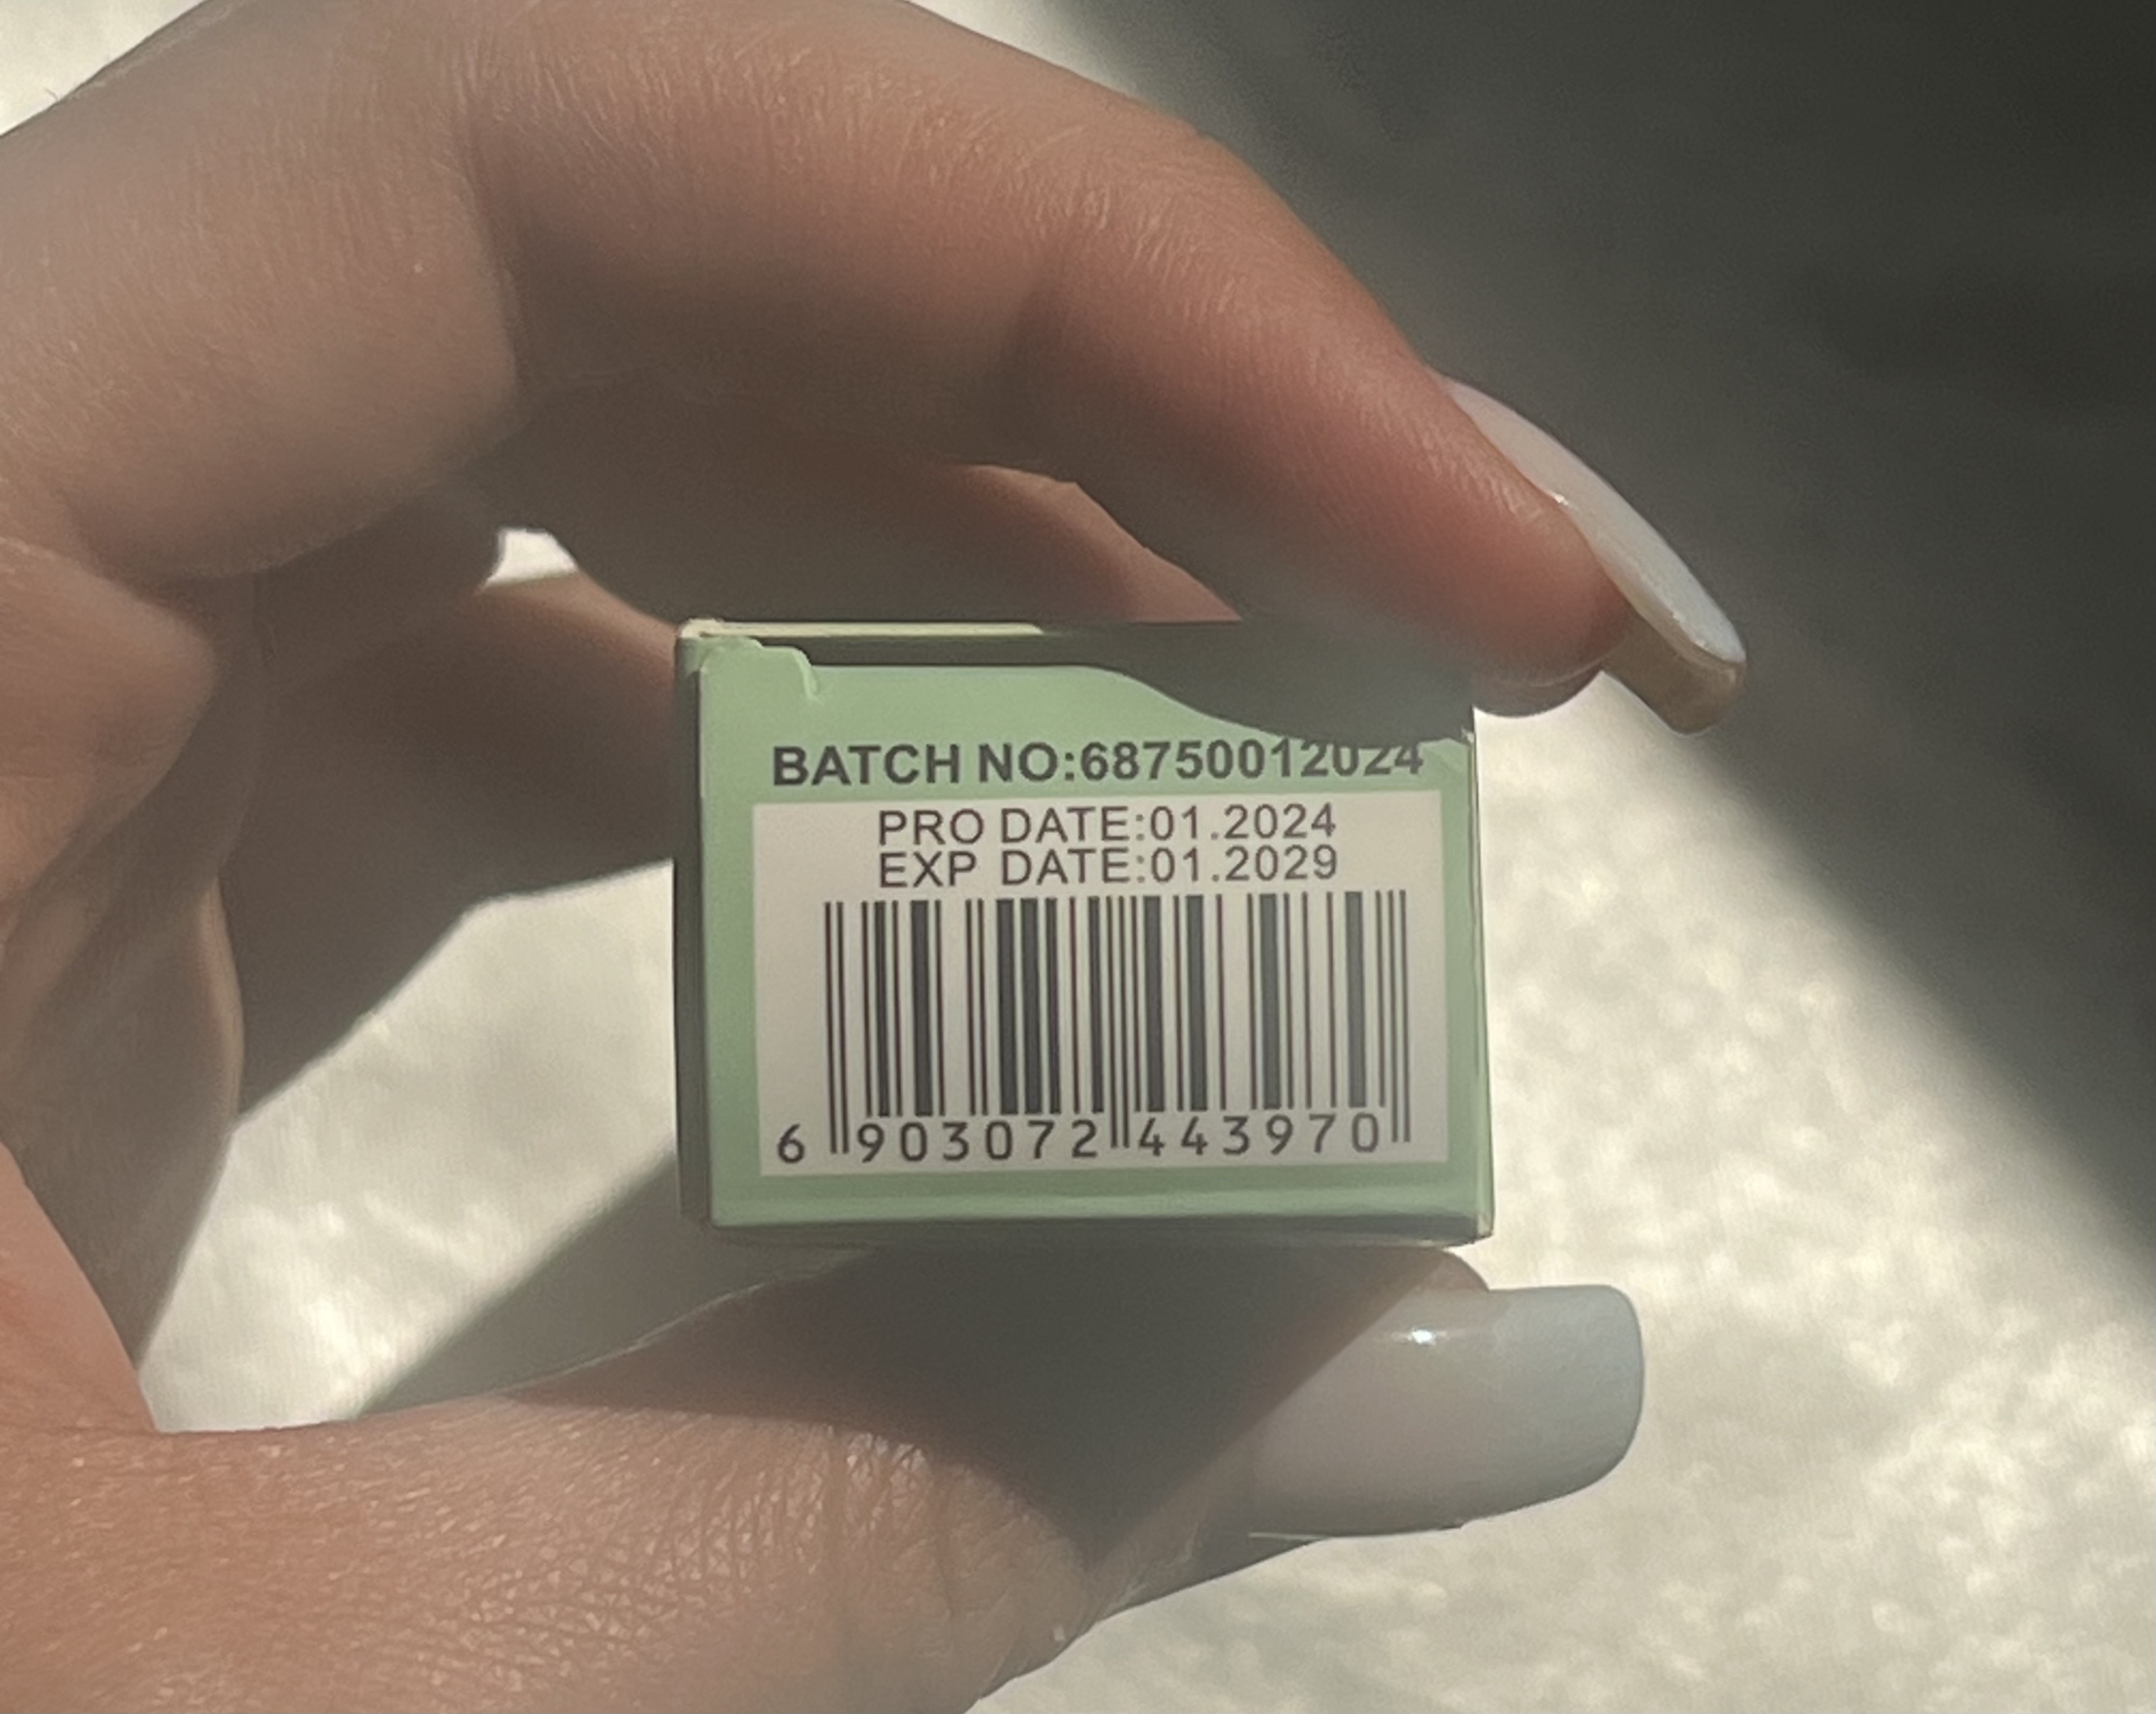 BATCH NO:68750012024
PRO DATE:01.2024
EXP DATE:01.2029
6 903072 443970